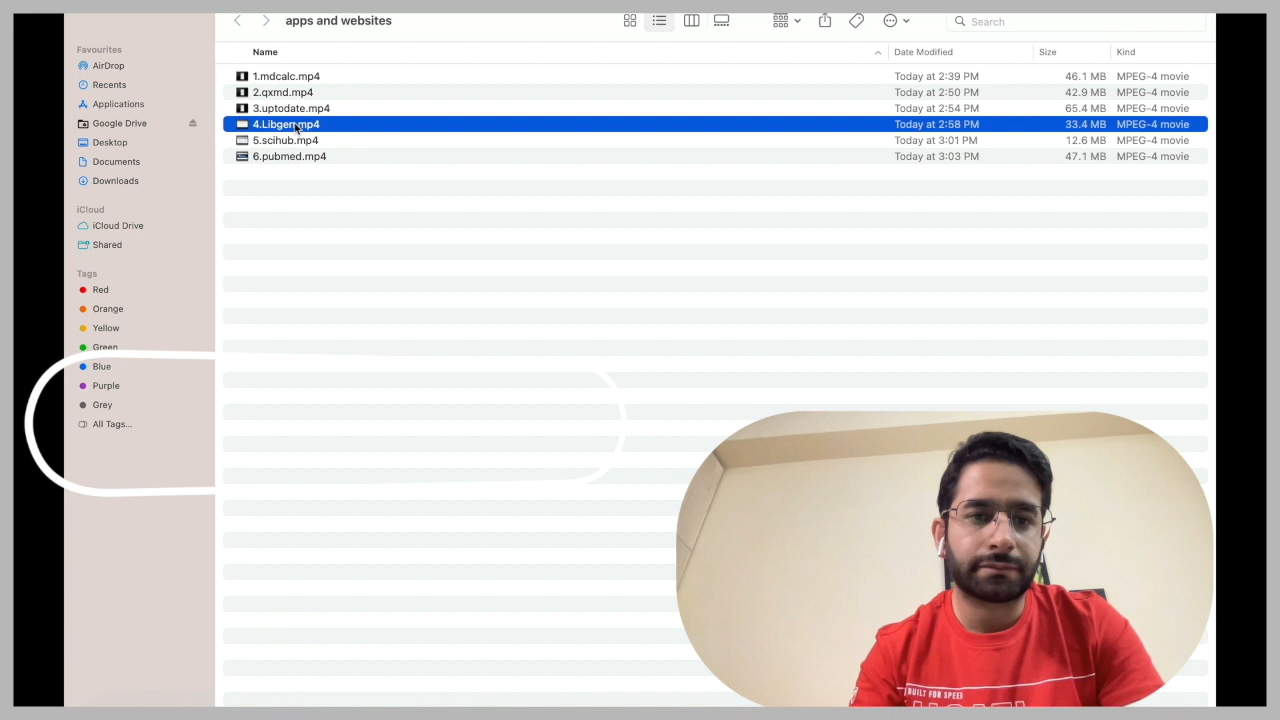 apps and websites
Search
Favourites
AirDrop
Recents
Applications
Google Drive
Desktop
Documents
Downloads
iCloud
iCloud Drive
Shared
Tags
Red
Orange
Yellow
Green
Blue
Purple
Grey
All Tags...
Name Date Modified Size Kind
1.mdcalc.mp4 Today at 2:39 PM 46.1 MB MPEG-4 movie
2.qxmd.mp4 Today at 2:50 PM 42.9 MB MPEG-4 movie
3.uptodate.mp4 Today at 2:54 PM 65.4 MB MPEG-4 movie
4.Libgen.mp4 Today at 2:58 PM 33.4 MB MPEG-4 movie
5.scihub.mp4 Today at 3:01 PM 12.6 MB MPEG-4 movie
6.pubmed.mp4 Today at 3:03 PM 47.1 MB MPEG-4 movie
BUILT FOR SPEED